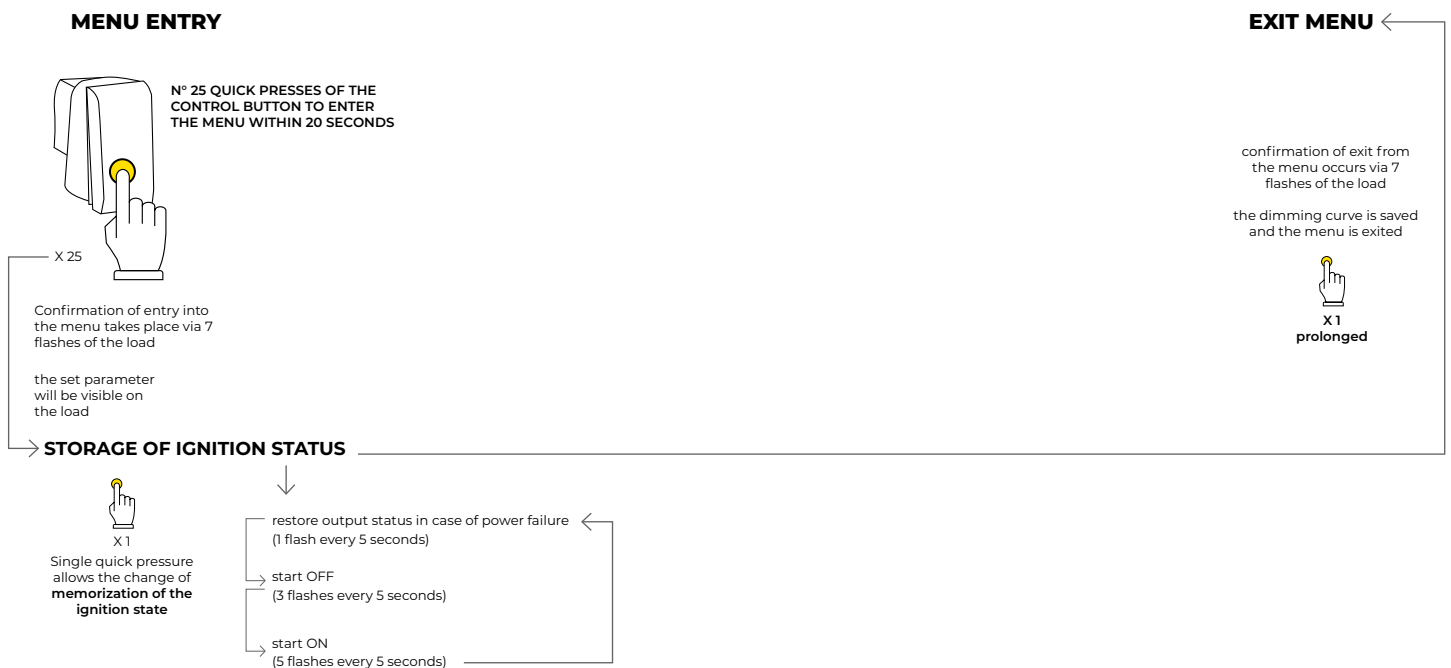 MENU ENTRY
EXIT MENU
N° 25 QUICK PRESSES OF THE
CONTROL BUTTON TO ENTER
THE MENU WITHIN 20 SECONDS
X 25
Confirmation of entry into
the menu takes place via 7
flashes of the load
the set parameter
will be visible on
the load
confirmation of exit from
the menu occurs via 7
flashes of the load
the dimming curve is saved
and the menu is exited
X 1
prolonged
STORAGE OF IGNITION STATUS
X 1
Single quick pressure
allows the change of
memorization of the
ignition state
restore output status in case of power failure
(1 flash every 5 seconds)
start OFF
(3 flashes every 5 seconds)
start ON
(5 flashes every 5 seconds)